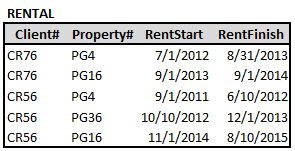 RENTAL
Client# Property# RentStart RentFinish
CR76 PG4 7/1/2012 8/31/2013
CR76 PG16 9/1/2013 9/1/2014
CR56 PG4 9/1/2011 6/10/2012
CR56 PG36 10/10/2012 12/1/2013
CR56 PG16 11/1/2014 8/10/2015